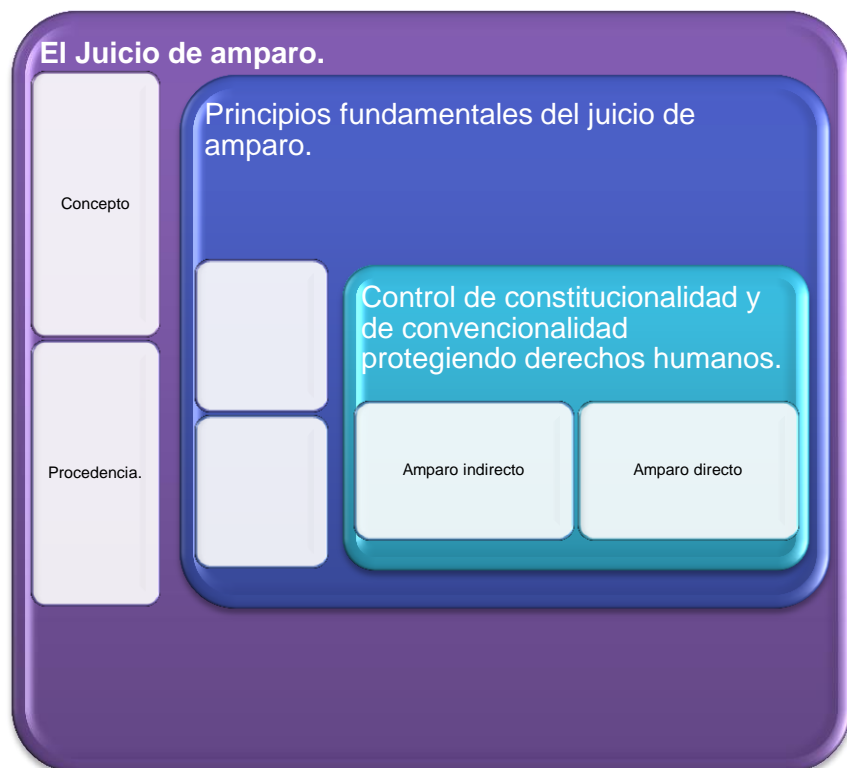 El Juicio de amparo.
Concepto
Procedencia.
Principios fundamentales del juicio de
amparo.
Control de constitucionalidad y
de convencionalidad
protegiendo derechos humanos.
Amparo indirecto
Amparo directo